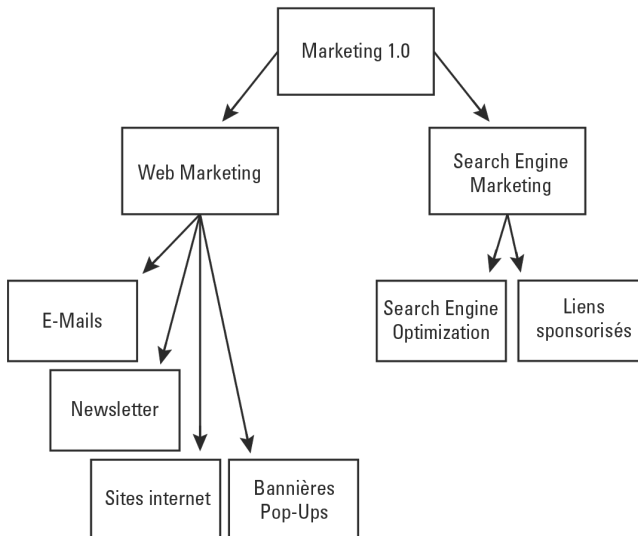 Marketing 1.0
Web Marketing
Search Engine
Marketing
E-Mails
Search Engine
Optimization
Liens
sponsorisés
Newsletter
Sites internet
Bannières
Pop-Ups